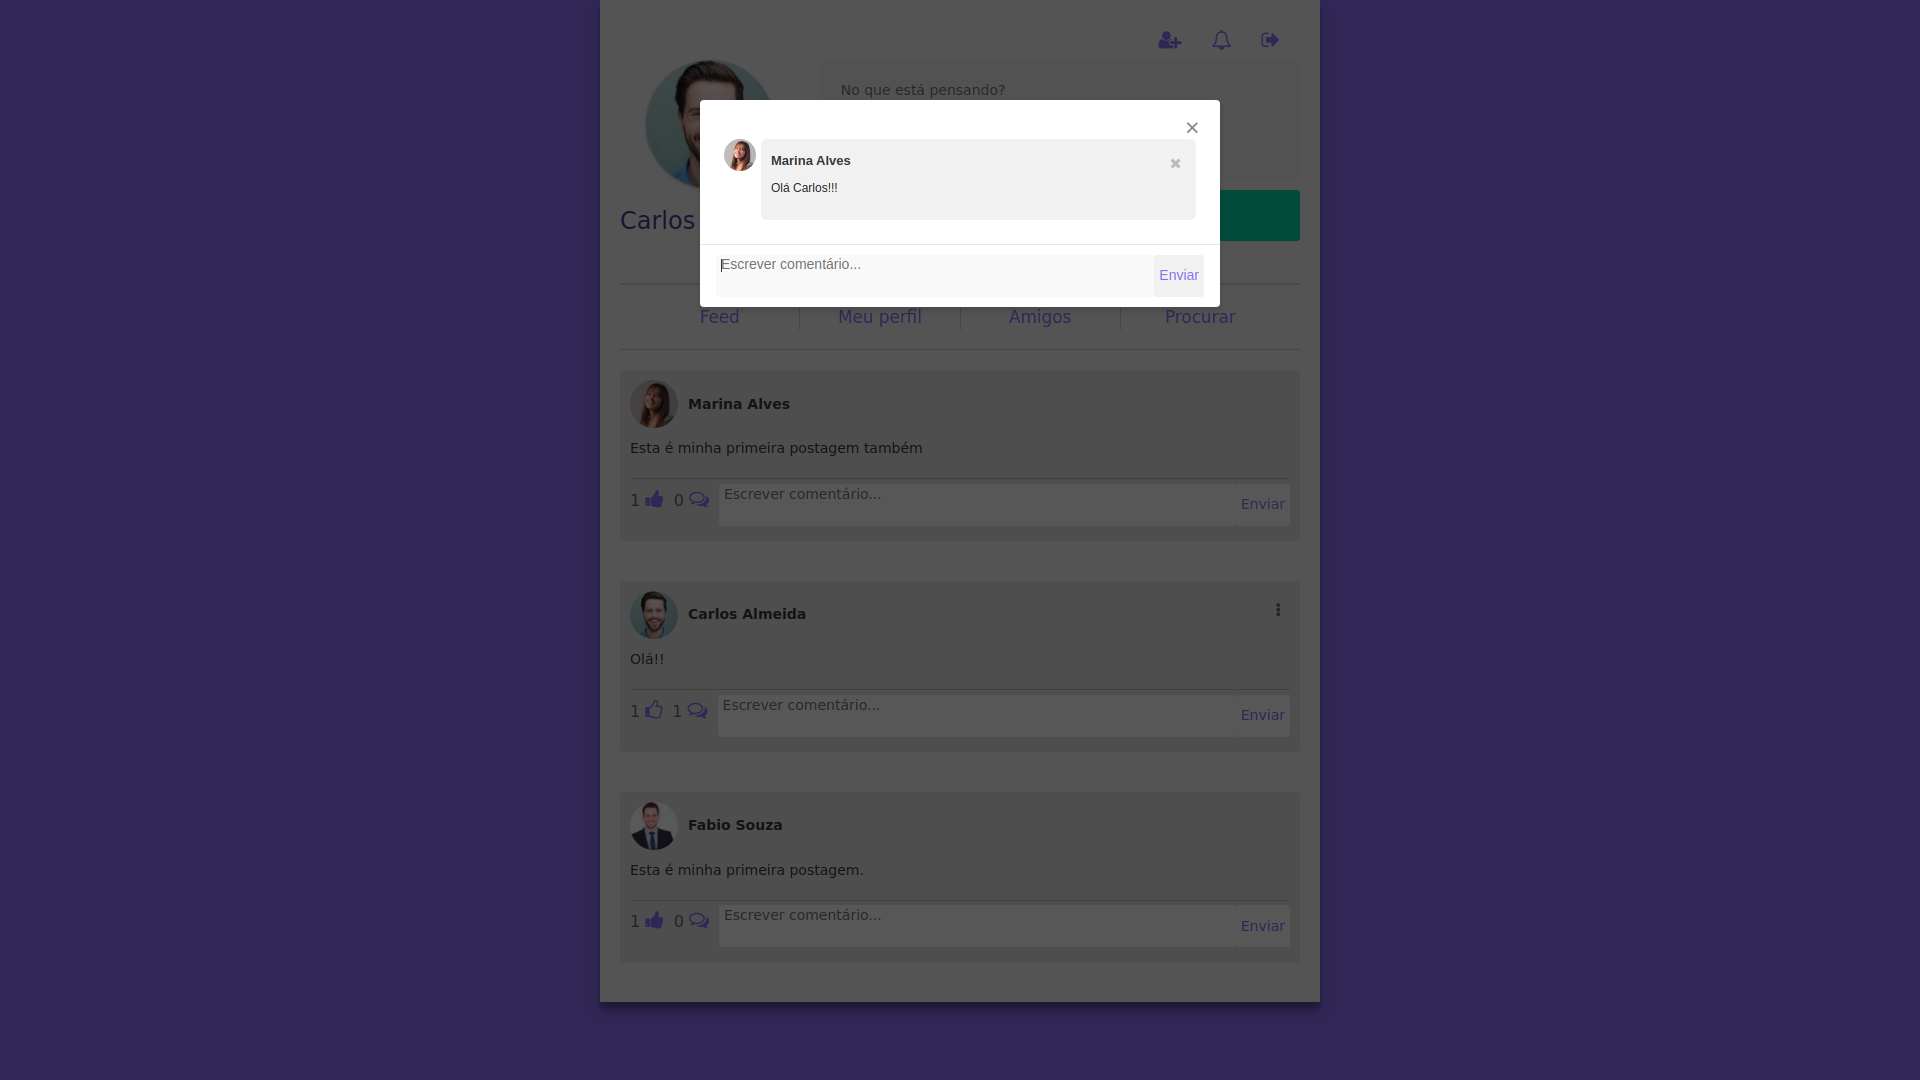 No que está pensando?
Marina Alves
Olá Carlos!!!
Carlos
Escrever comentário...
Enviar
Feed
Meu perfil
Amigos
Procurar
Marina Alves
Esta é minha primeira postagem também
1
0
Escrever comentário...
Enviar
Carlos Almeida
Olá!!
1
1
Escrever comentário...
Enviar
Fabio Souza
Esta é minha primeira postagem.
1
0
Escrever comentário...
Enviar